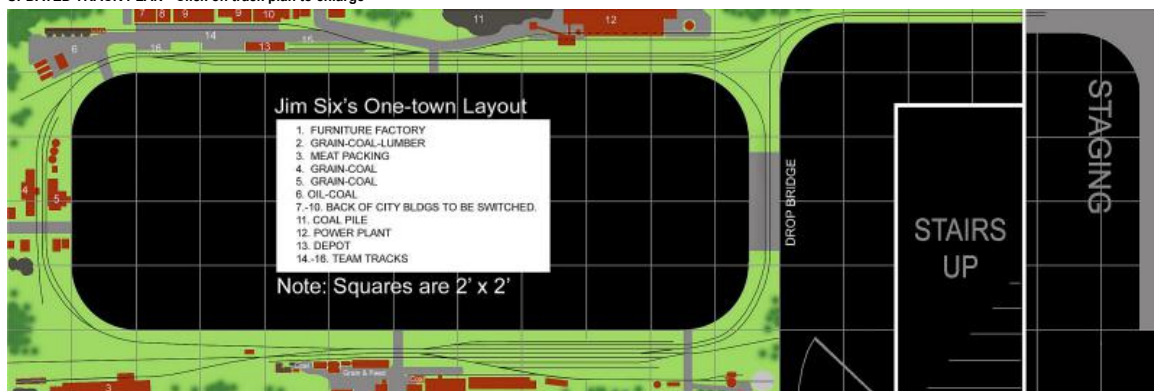 7 8 9 9 10 11 12
14
6 16 13 15
Jim Six's One-town Layout
1. FURNITURE FACTORY
2. GRAIN-COAL-LUMBER
3. MEAT PACKING
4. GRAIN-COAL
5. GRAIN-COAL
6. OIL-COAL
7.-10. BACK OF CITY BLDGS TO BE SWITCHED.
11. COAL PILE
12. POWER PLANT
13. DEPOT
14.-16. TEAM TRACKS
Note: Squares are 2' x 2'
4
5
DROP BRIDGE
STAIRS
UP
STAGING
Grain & Feed
3